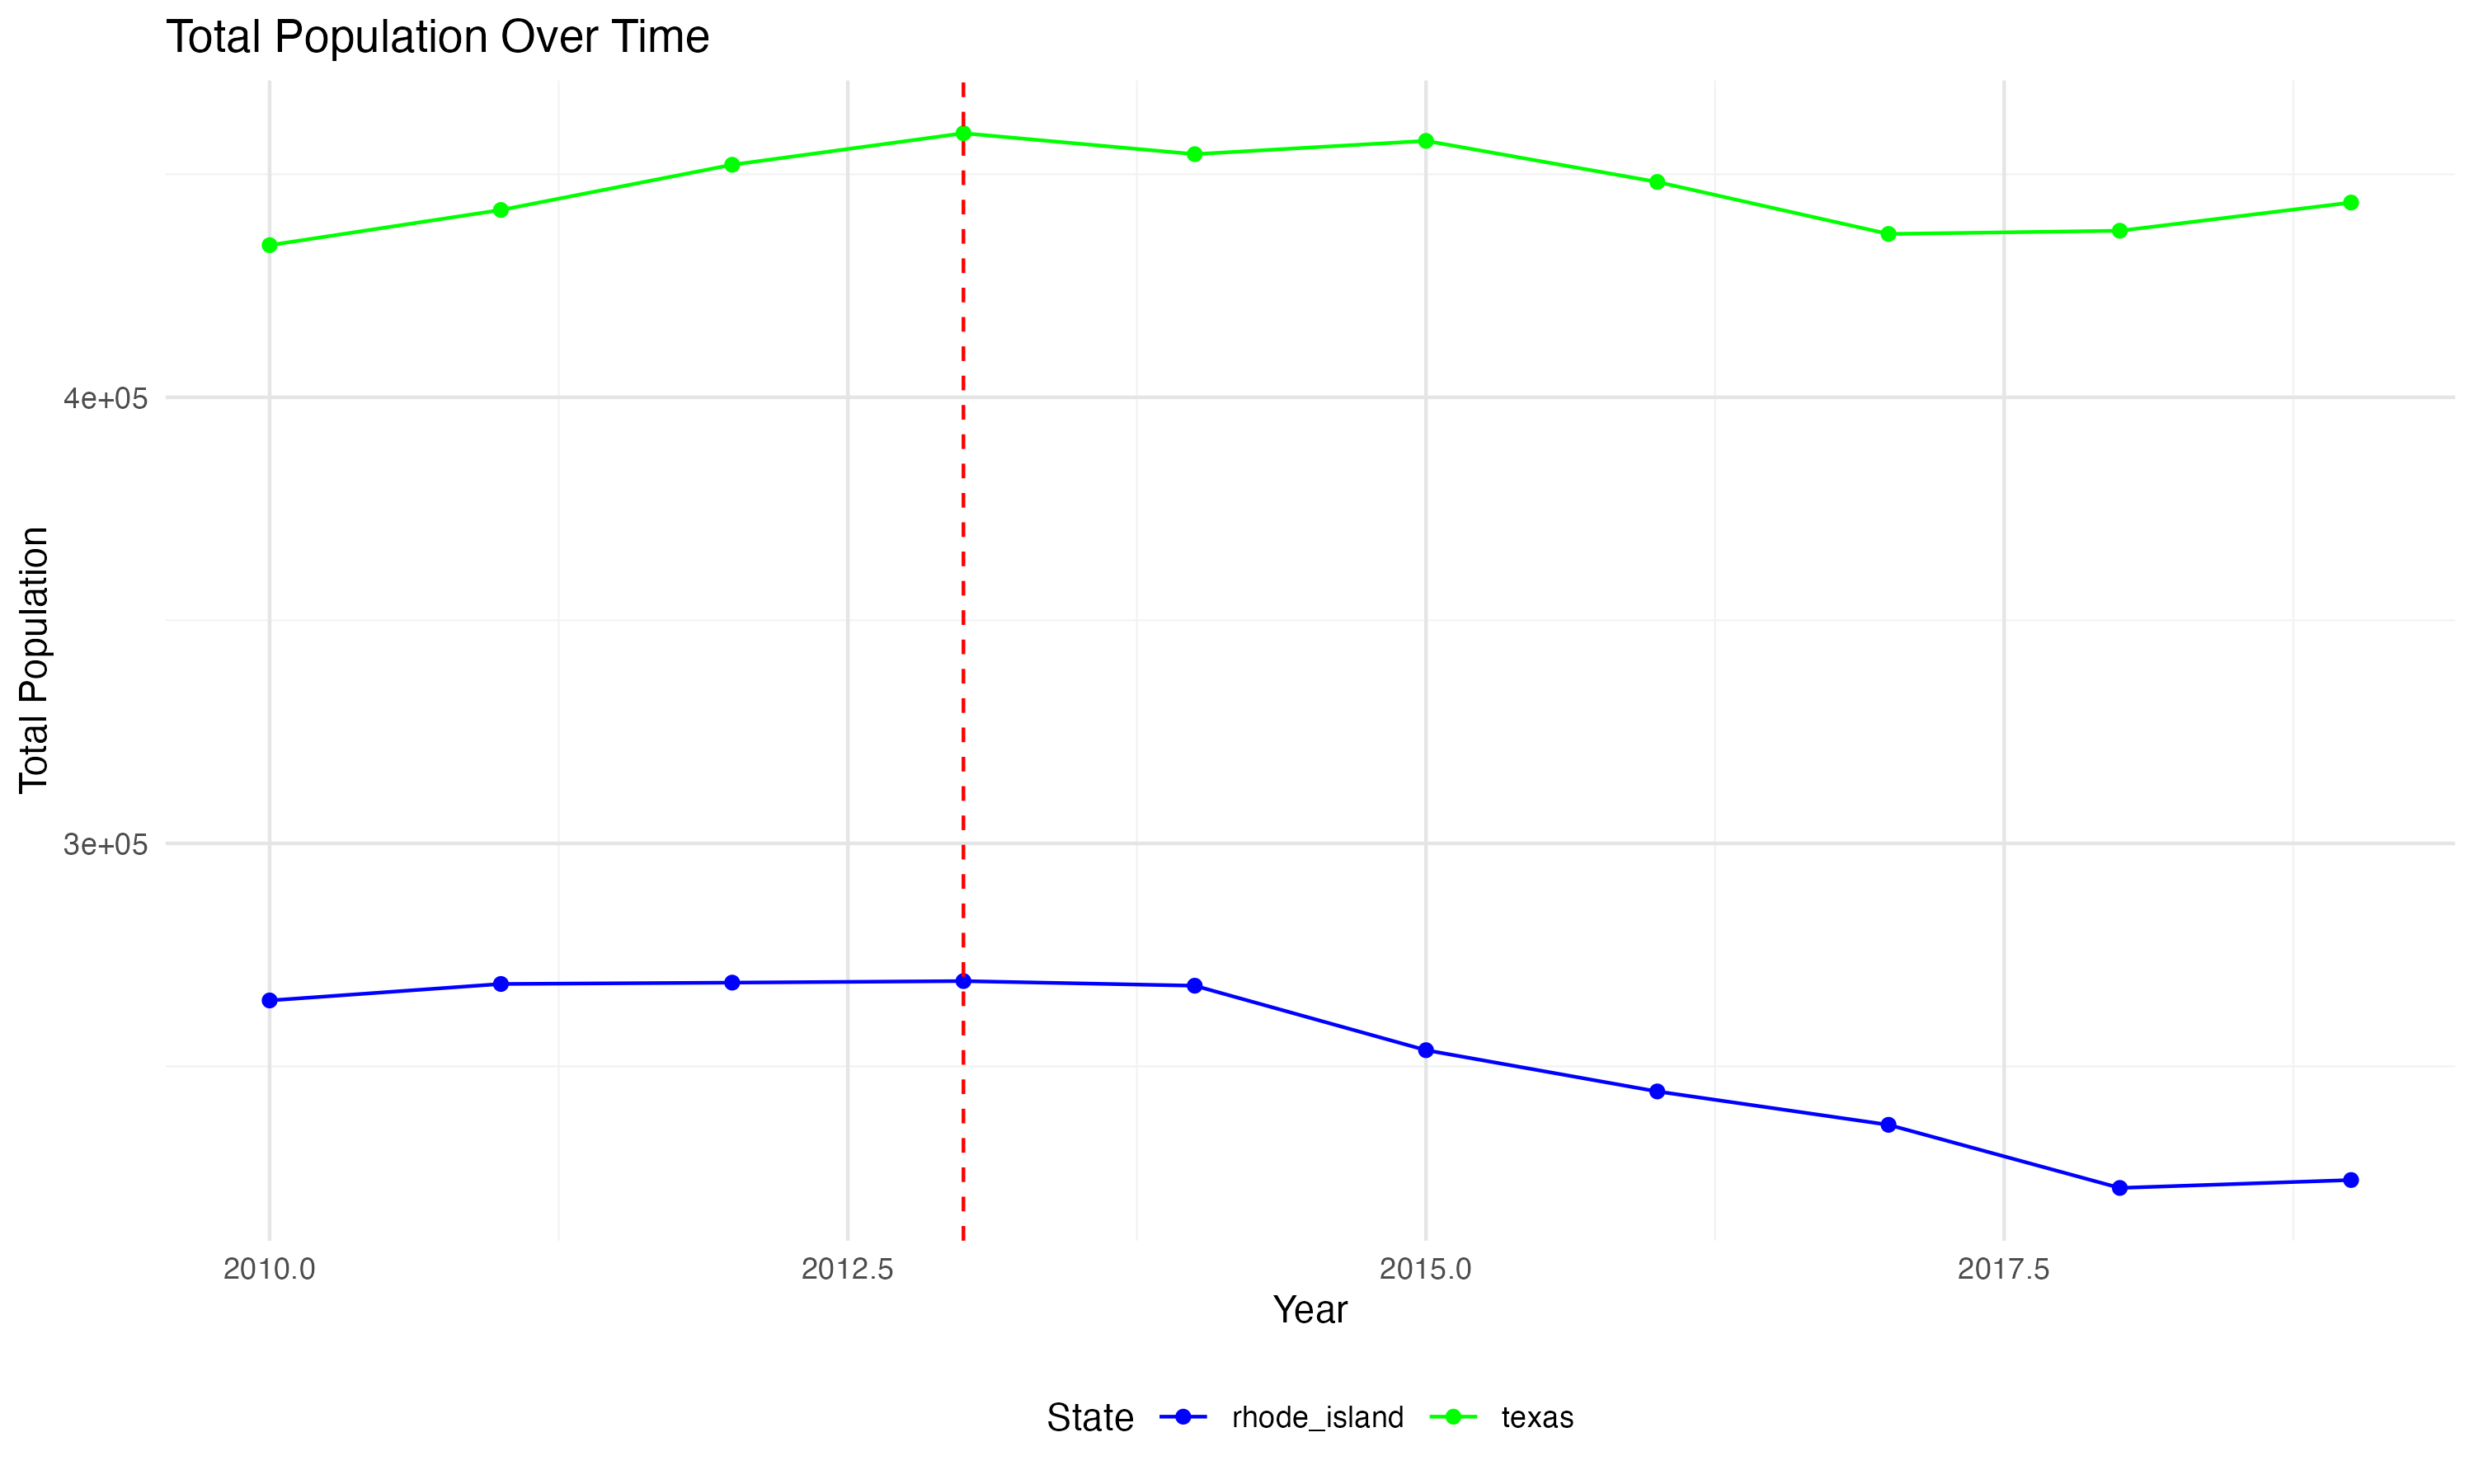 Total Population Over Time
Total Population
4e+05
3e+05
2010.0
2012.5
2015.0
2017.5
Year
State
rhode_island
texas